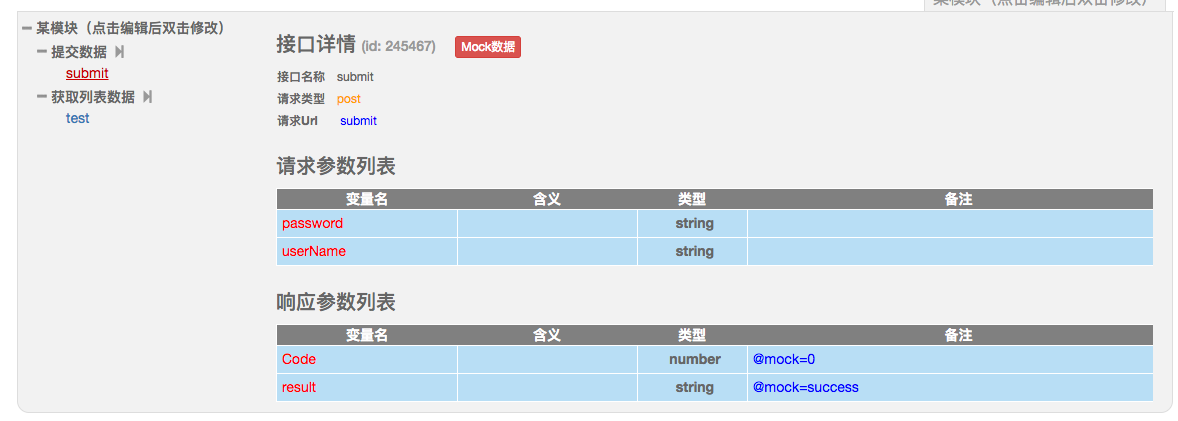 某模块（点击编辑后双击修改）
某模块（点击编辑后双击修改）
提交数据
submit
获取列表数据
test
接口详情 (id: 245467) Mock数据
接口名称 submit
请求类型 post
请求Url submit
请求参数列表
变量名 含义 类型 备注
password string
userName string
响应参数列表
变量名 含义 类型 备注
Code number @mock=0
result string @mock=success